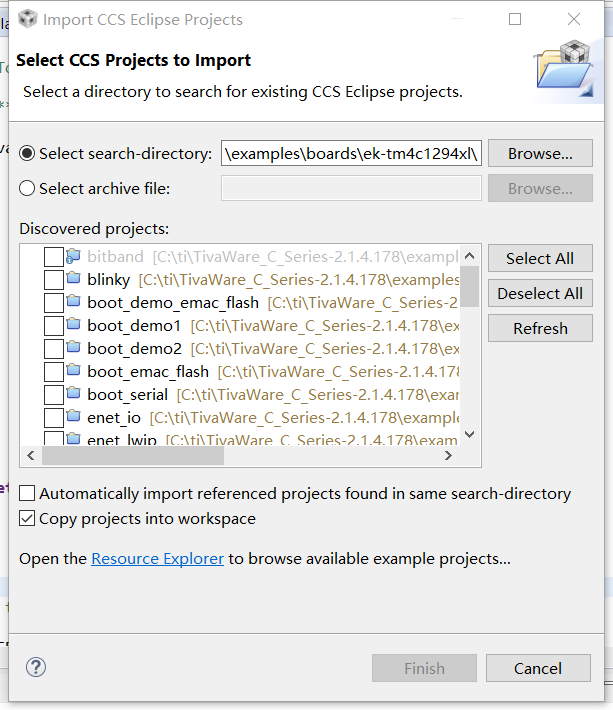 Import CCS Eclipse Projects
Select CCS Projects to Import
Select a directory to search for existing CCS Eclipse projects.
Select search-directory: \examples\boards\ek-tm4c1294xl\ Browse...
Select archive file: Browse...
Discovered projects:
bitband [C:\ti\TivaWare_C_Series-2.1.4.178\exampl
Select All
blinky [C:\ti\TivaWare_C_Series-2.1.4.178\examples
boot_demo_emac_flash [C:\ti\TivaWare_C_Series-2
Deselect All
boot_demo1 [C:\ti\TivaWare_C_Series-2.1.4.178\exa
Refresh
boot_demo2 [C:\ti\TivaWare_C_Series-2.1.4.178\ex
boot_emac_flash [C:\ti\TivaWare_C_Series-2.1.4.17
boot_serial [C:\ti\TivaWare_C_Series-2.1.4.178\exar
enet_io [C:\ti\TivaWare_C_Series-2.1.4.178\example
enet_lwip [C:\ti\TivaWare_C_Series-2.1.4.178\exam
Automatically import referenced projects found in same search-directory
Copy projects into workspace
Open the Resource Explorer to browse available example projects...
? Finish Cancel